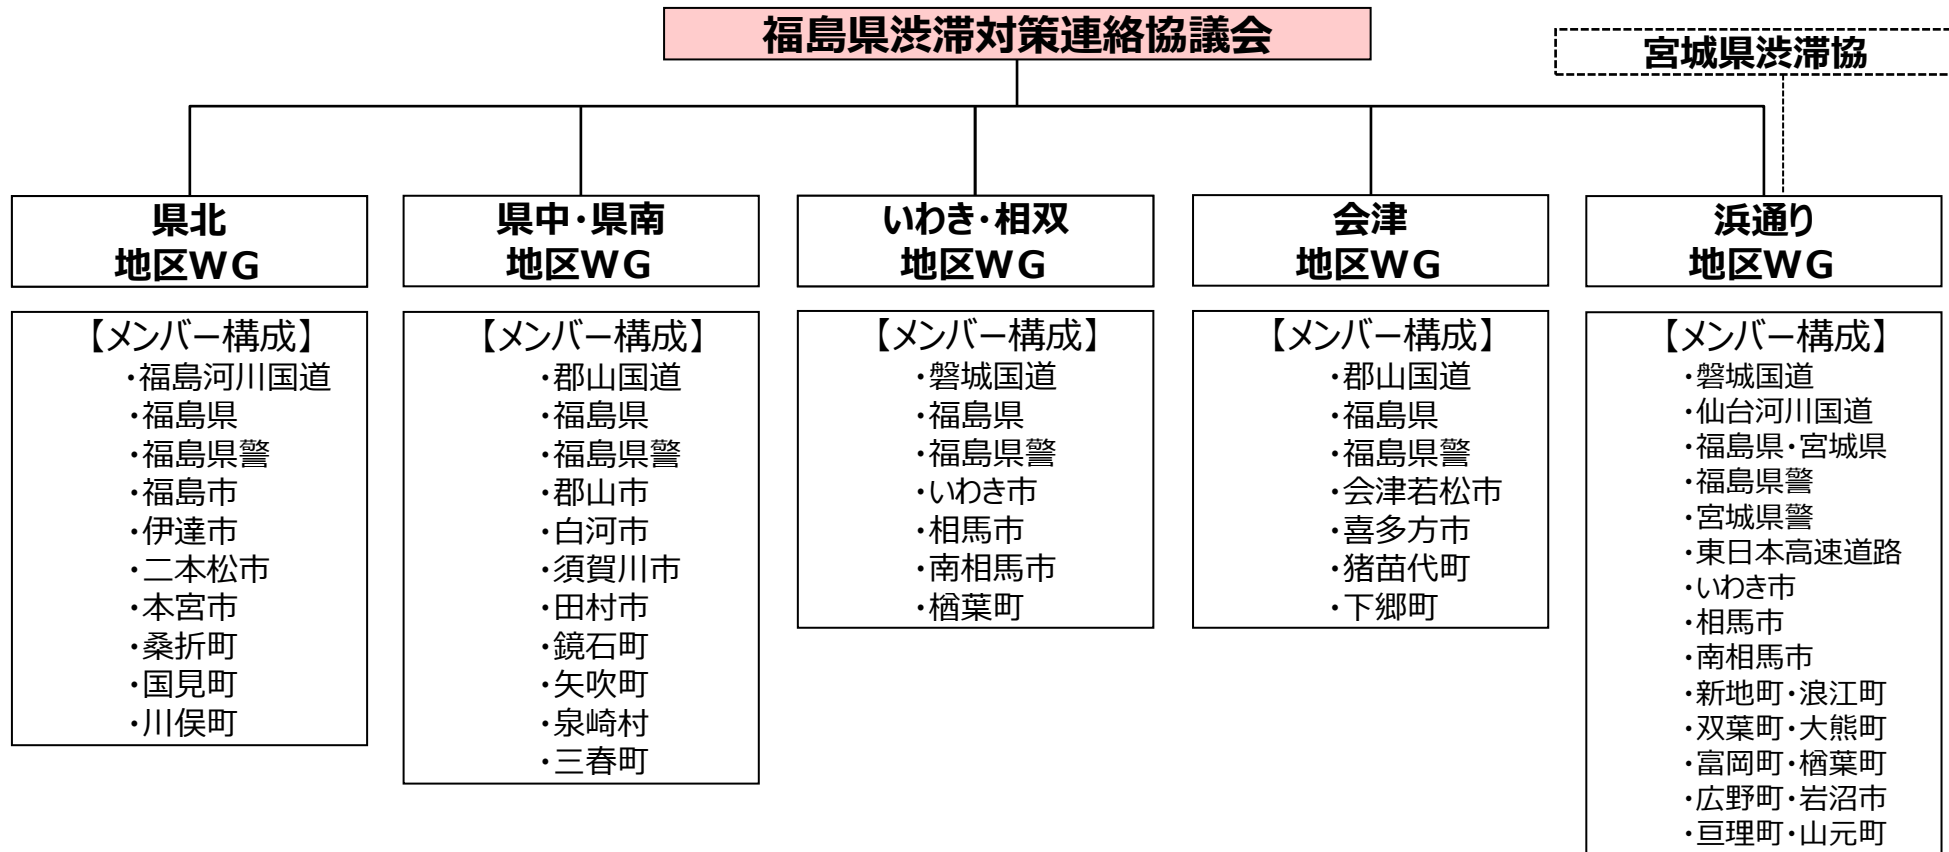 福島県渋滞対策連絡協議会
宮城県渋滞協
県北
地区WG
県中・県南
地区WG
いわき・相双
地区WG
会津
地区WG
浜通り
地区WG
【メンバー構成】
・福島河川国道
・福島県
・福島県警
・福島市
・伊達市
・二本松市
・本宮市
・桑折町
・国見町
・川俣町
【メンバー構成】
・郡山国道
・福島県
・福島県警
・郡山市
・白河市
・須賀川市
・田村市
・鏡石町
・矢吹町
・泉崎村
・三春町
【メンバー構成】
・磐城国道
・福島県
・福島県警
・いわき市
・相馬市
・南相馬市
・楢葉町
【メンバー構成】
・郡山国道
・福島県
・福島県警
・会津若松市
・喜多方市
・猪苗代町
・下郷町
【メンバー構成】
・磐城国道
・仙台河川国道
・福島県・宮城県
・福島県警
・宮城県警
・東日本高速道路
・いわき市
・相馬市
・南相馬市
・新地町・浪江町
・双葉町・大熊町
・富岡町・楢葉町
・広野町・岩沼市
・亘理町・山元町